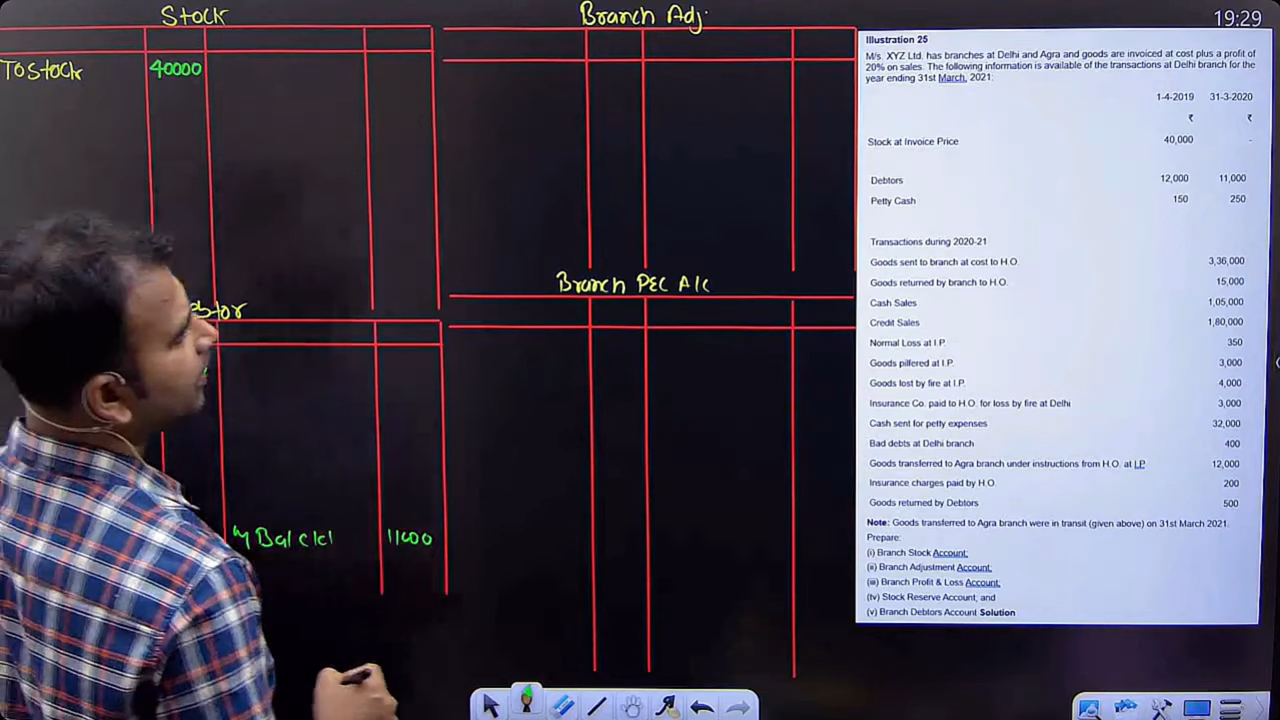 Stock
Branch Adj.
19:29
To stock 40000
Branch P&L A/c
By Bal c/d 11000
Illustration 25
M/s. XYZ Ltd. has branches at Delhi and Agra and goods are invoiced at cost plus a profit of
20% on sales. The following information is available of the transactions at Delhi branch for the
year ending 31st March, 2021:
1-4-2019 31-3-2020
₹ ₹
Stock at Invoice Price 40,000 -
Debtors 12,000 11,000
Petty Cash 150 250
Transactions during 2020-21
Goods sent to branch at cost to H.O. 3,36,000
Goods returned by branch to H.O. 15,000
Cash Sales 1,05,000
Credit Sales 1,80,000
Normal Loss at I.P. 350
Goods pilfered at I.P. 3,000
Goods lost by fire at I.P. 4,000
Insurance Co. paid to H.O. for loss by fire at Delhi 3,000
Cash sent for petty expenses 32,000
Bad debts at Delhi branch 400
Goods transferred to Agra branch under instructions from H.O. at I.P 12,000
Insurance charges paid by H.O. 200
Goods returned by Debtors 500
Note: Goods transferred to Agra branch were in transit (given above) on 31st March 2021.
Prepare:
(i) Branch Stock Account;
(ii) Branch Adjustment Account;
(iii) Branch Profit & Loss Account;
(iv) Stock Reserve Account; and
(v) Branch Debtors Account Solution